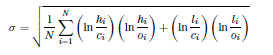 σ = √(1/N ∑_{i=1}^{N} (ln h_i/c_i)(ln h_i/o_i) + (ln l_i/c_i)(ln l_i/o_i))